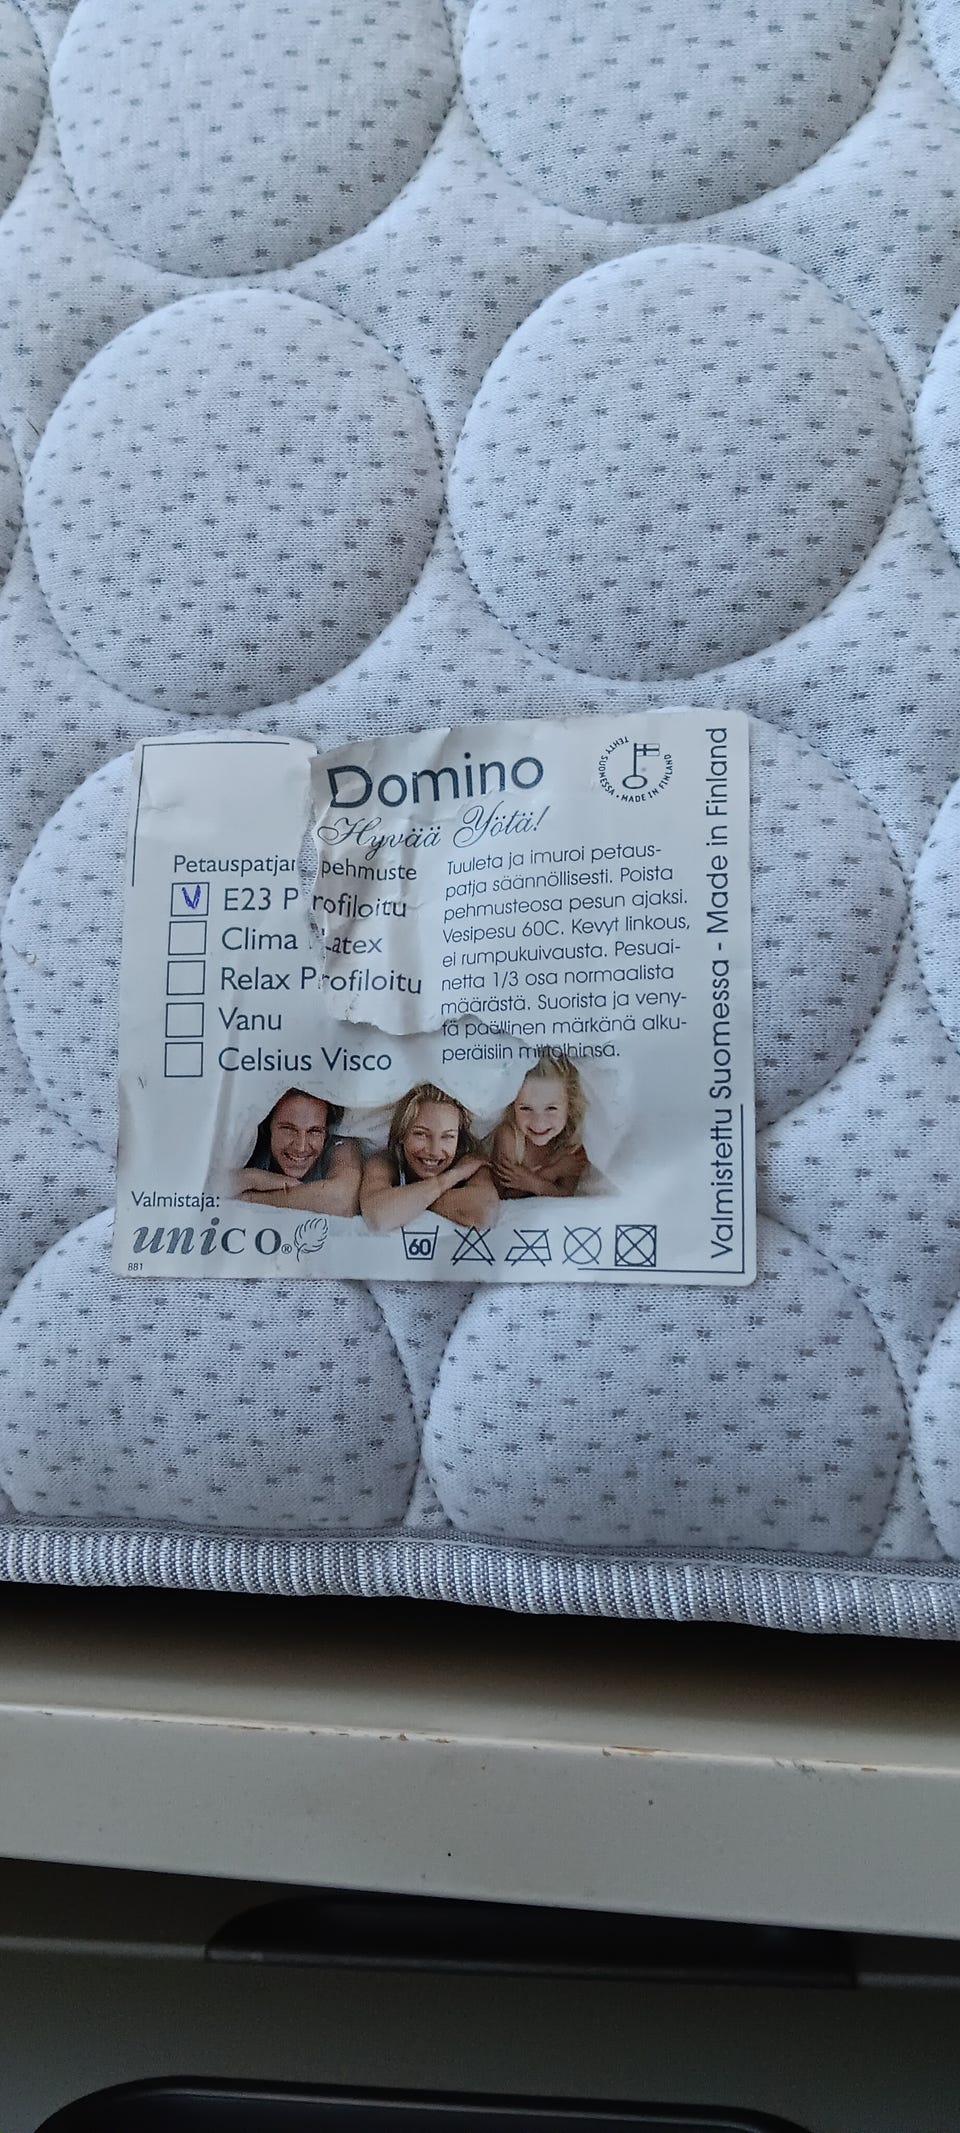 Domino
Hyvää Yötä!
TEHTY SUOMESSA • MADE IN FINLAND
Petauspatjan pehmuste
V E23 Profiloitu
Clima Latex
Relax Profiloitu
Vanu
Celsius Visco
Tuuleta ja imuroi petaus-
patja säännöllisesti. Poista
pehmusteosa pesun ajaksi.
Vesipesu 60C. Kevyt linkous,
ei rumpukuivausta. Pesuai-
netta 1/3 osa normaalista
määrästä. Suorista ja veny-
tä päällinen märkänä alku-
peräisiin mittoihinsa.
Valmistaja:
unico®
881
60
Valmistettu Suomessa - Made in Finland